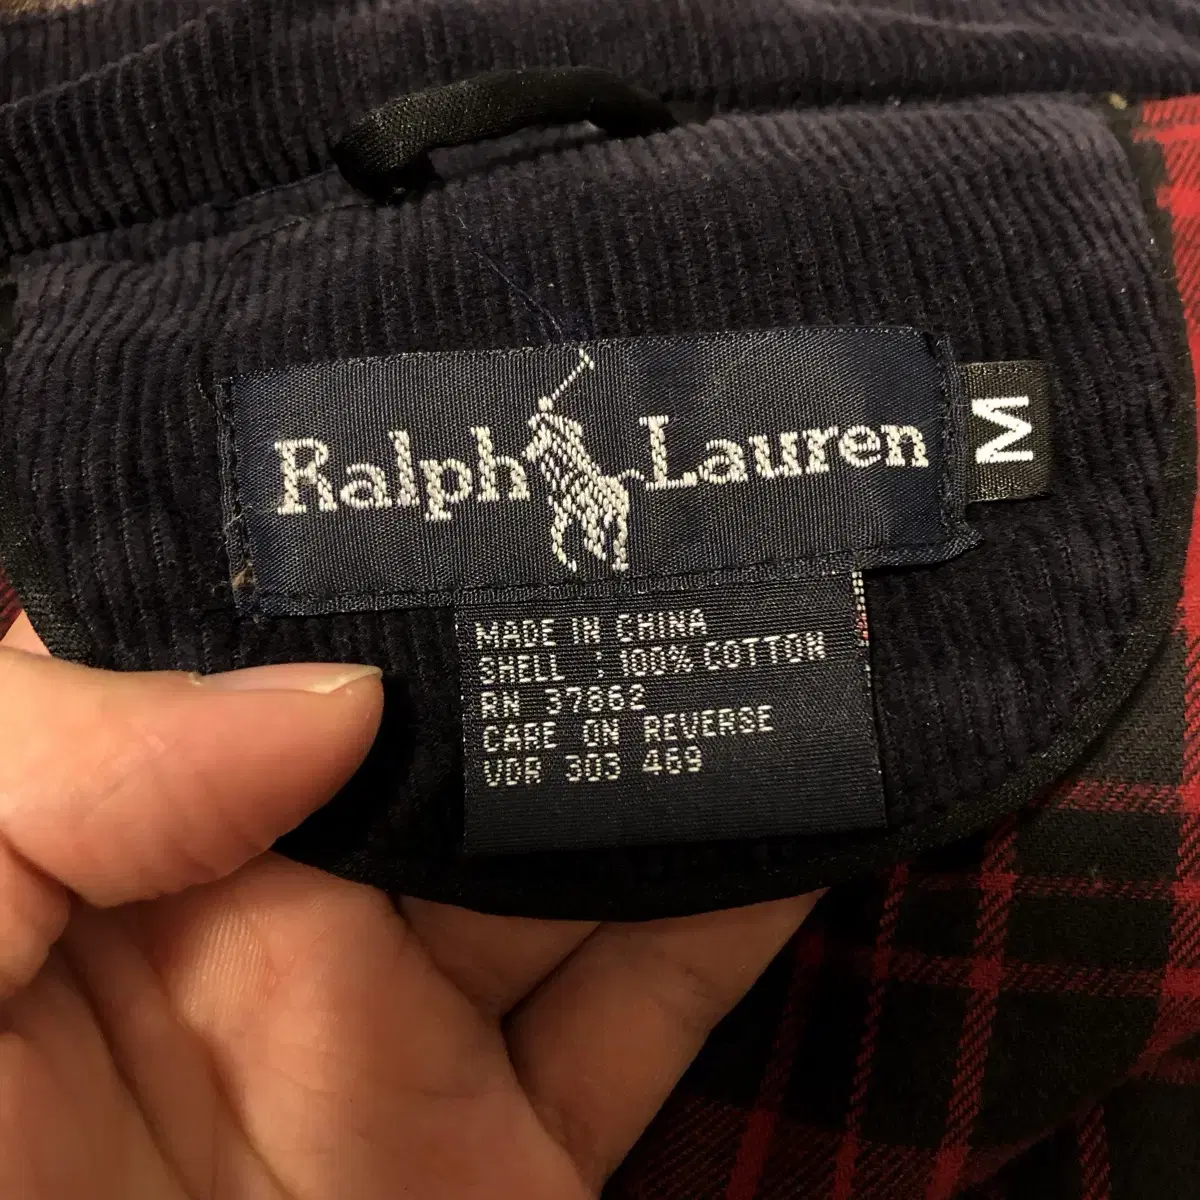 Ralph Lauren
M
MADE IN CHINA
SHELL : 100% COTTON
RN 37862
CARE ON REVERSE
VDR 303 469